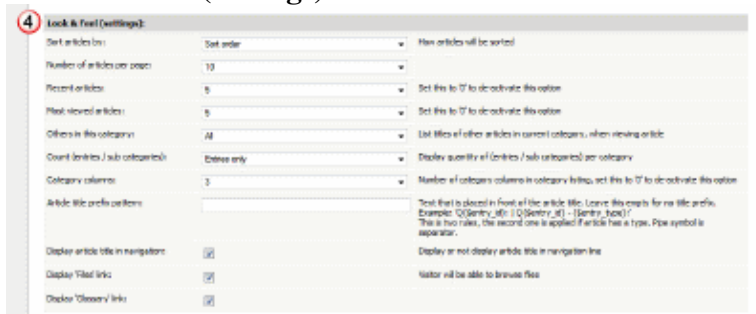 4 Look & Feel (settings):
Sort articles by: Sort order How articles will be sorted
Number of articles per page: 10
Recent articles: 5 Set this to '0' to de-activate this option
Most viewed articles: 5 Set this to '0' to de-activate this option
Others in this category: All List titles of other articles in current category, when viewing article
Count (entries / sub categories): Entries only Display quantity of (entries / sub categories) per category
Category columns: 3 Number of category columns in category listing, set this to '0' to de-activate this option
Article title prefix pattern: Text that is placed in front of the article title. Leave this empty for no title prefix.
Example: 'Q{$entry_id}: || Q{$entry_id} - {$entry_type}:'
This is two rules, the second one is applied if article has a type. Pipe symbol is
separator.
Display article title in navigation: Display or not display article title in navigation line
Display 'Files' link: Visitor will be able to browse files
Display 'Glossary' link: